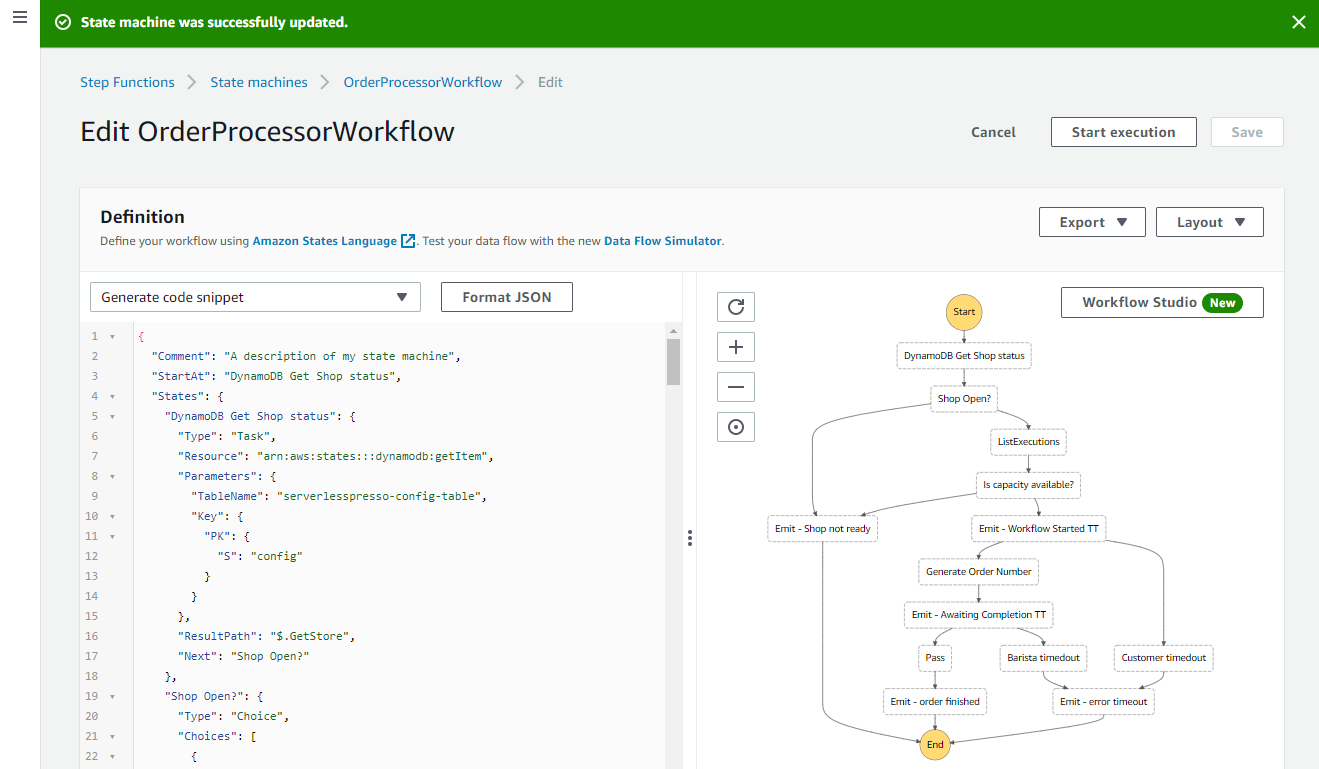 State machine was successfully updated.
Step Functions > State machines > OrderProcessorWorkflow > Edit
Edit OrderProcessorWorkflow
Cancel
Start execution
Save
Definition
Define your workflow using Amazon States Language. Test your data flow with the new Data Flow Simulator.
Export
Layout
Generate code snippet
Format JSON
1 {
2 "Comment": "A description of my state machine",
3 "StartAt": "DynamoDB Get Shop status",
4 "States": {
5 "DynamoDB Get Shop status": {
6 "Type": "Task",
7 "Resource": "arn:aws:states:::dynamodb:getItem",
8 "Parameters": {
9 "TableName": "serverlesspresso-config-table",
10 "Key": {
11 "PK": {
12 "S": "config"
13 }
14 }
15 },
16 "ResultPath": "$.GetStore",
17 "Next": "Shop Open?"
18 },
19 "Shop Open?": {
20 "Type": "Choice",
21 "Choices": [
22 {
Workflow Studio New
Start
DynamoDB Get Shop status
Shop Open?
ListExecutions
Is capacity available?
Emit - Shop not ready
Emit - Workflow Started TT
Generate Order Number
Emit - Awaiting Completion TT
Pass
Barista timedout
Customer timedout
Emit - order finished
Emit - error timeout
End